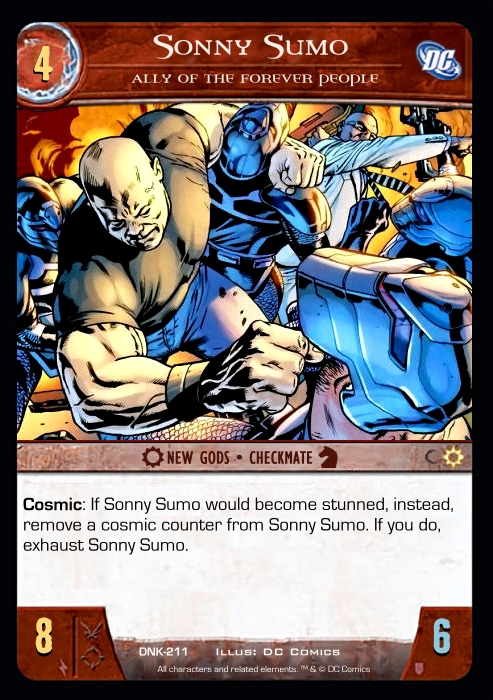 4
Sonny Sumo
DC
Ally of the Forever People
NEW GODS • CHECKMATE
Cosmic: If Sonny Sumo would become stunned, instead,
remove a cosmic counter from Sonny Sumo. If you do,
exhaust Sonny Sumo.
8
6
DNK-211 Illus: DC Comics
All characters and related elements: ™ & © DC Comics